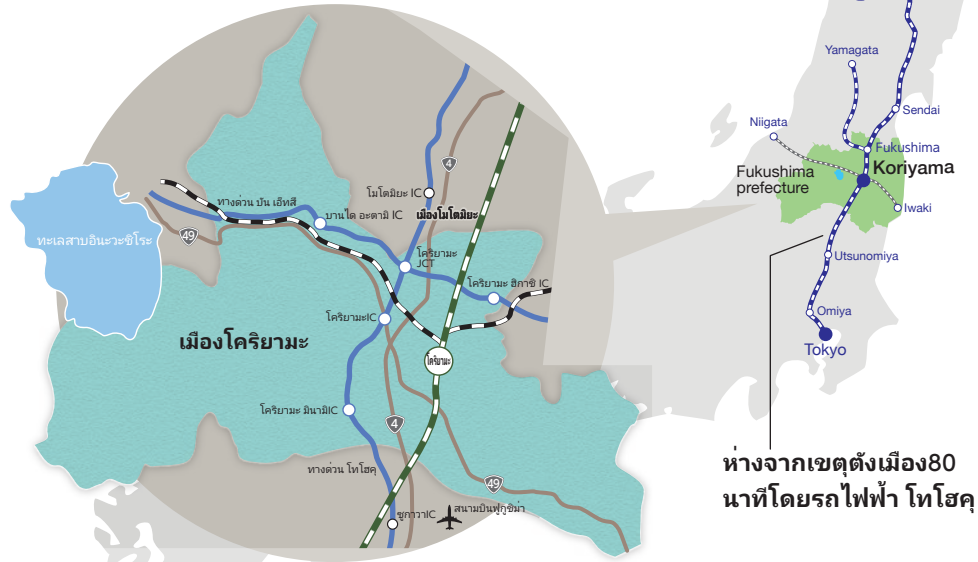 Yamagata
Sendai
Niigata
Fukushima
Fukushima
prefecture
Koriyama
Iwaki
Utsunomiya
Omiya
Tokyo
4
โมโตมิยะ IC
ทางด่วน บัน เอ็ทสึ
บานได อะตามิ IC
เมืองโมโตมิยะ
49
ทะเลสาบอินะวะชิโระ
โคริยามะ
JCT
โคริยามะ ฮิกาชิ IC
โคริยามะIC
เมืองโคริยามะ
โคริยามะ
โคริยามะ มินามิIC
4
ทางด่วน โทโฮคุ
49
ซูกาวาIC
สนามบินฟูกูชิม่า
ห่างจากเขตตัวเมือง80
นาทีโดยรถไฟฟ้า โทโฮคุ